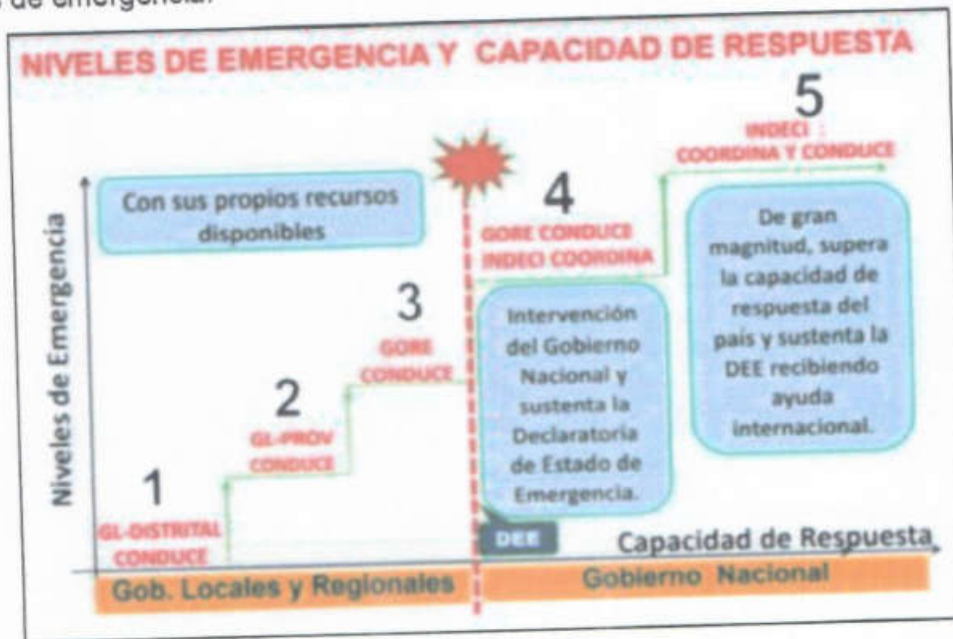 de emergencia.
NIVELES DE EMERGENCIA Y CAPACIDAD DE RESPUESTA
5
INDECI :
COORDINA Y CONDUCE
Con sus propios recursos
disponibles
4
GORE CONDUCE
INDECI COORDINA
De gran
magnitud, supera
la capacidad de
respuesta del
país y sustenta la
DEE recibiendo
ayuda
internacional.
3
GORE
CONDUCE
Intervención
del Gobierno
Nacional y
sustenta la
Declaratoria
de Estado de
Emergencia.
2
GL-PROV
CONDUCE
1
GL-DISTRITAL
CONDUCE
Niveles de Emergencia
DEE
Capacidad de Respuesta
Gob. Locales y Regionales
Gobierno Nacional